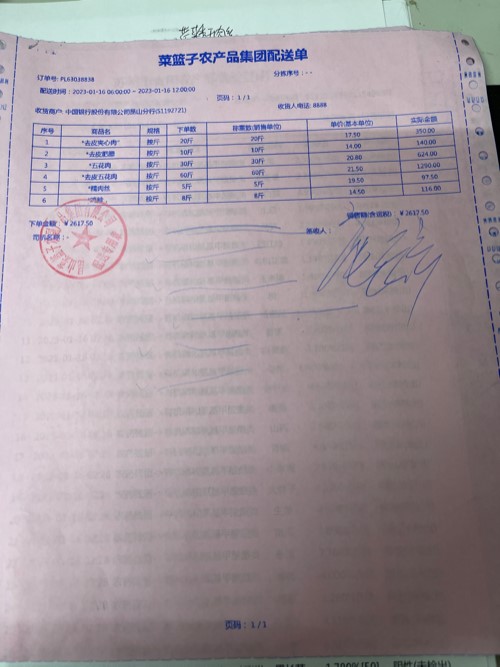 菜篮子农产品集团配送单
订单号: PL63038838 分拣序号: - -
配送时间: 2023-01-16 06:00:00 ~ 2023-01-16 12:00:00 页码: 1 / 1
收货商户: 中国银行股份有限公司昆山分行(51192721) 收货人电话: 8688
序号 商品名 规格 下单数 除重数(销售单位) 单价(基本单位) 实际金额
1 *去皮夹心肉* 按斤 20斤 20斤 17.50 350.00
2 *去皮肥膘 按斤 10斤 10斤 14.00 140.00
3 *五花肉 按斤 30斤 30斤 20.80 624.00
4 *去皮五花肉 按斤 60斤 60斤 21.50 1290.00
5 *精肉丝 按斤 5斤 5斤 19.50 97.50
6 按斤 8斤 8斤 14.50 116.00
下单金额: ￥2617.50 销售额(含运税) ￥2617.50
司机名称: - 签收人:
页码: 1 / 1